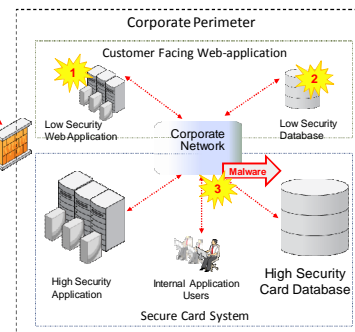 Corporate Perimeter
Customer Facing Web-application
1
2
Low Security
Web Application
Low Security
Database
Corporate
Network
Malware
3
High Security
Application
Internal Application
Users
High Security
Card Database
Secure Card System